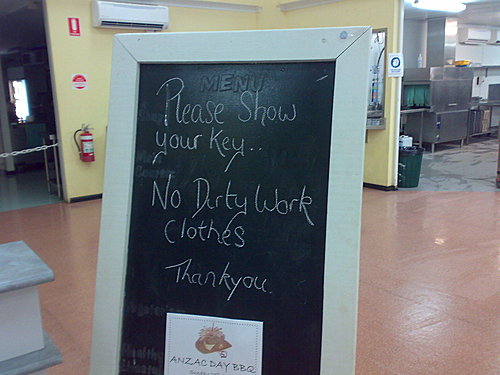 MENU
Please Show
your Key..
No Dirty Work
Clothes
Thankyou.
ANZAC DAY BBQ